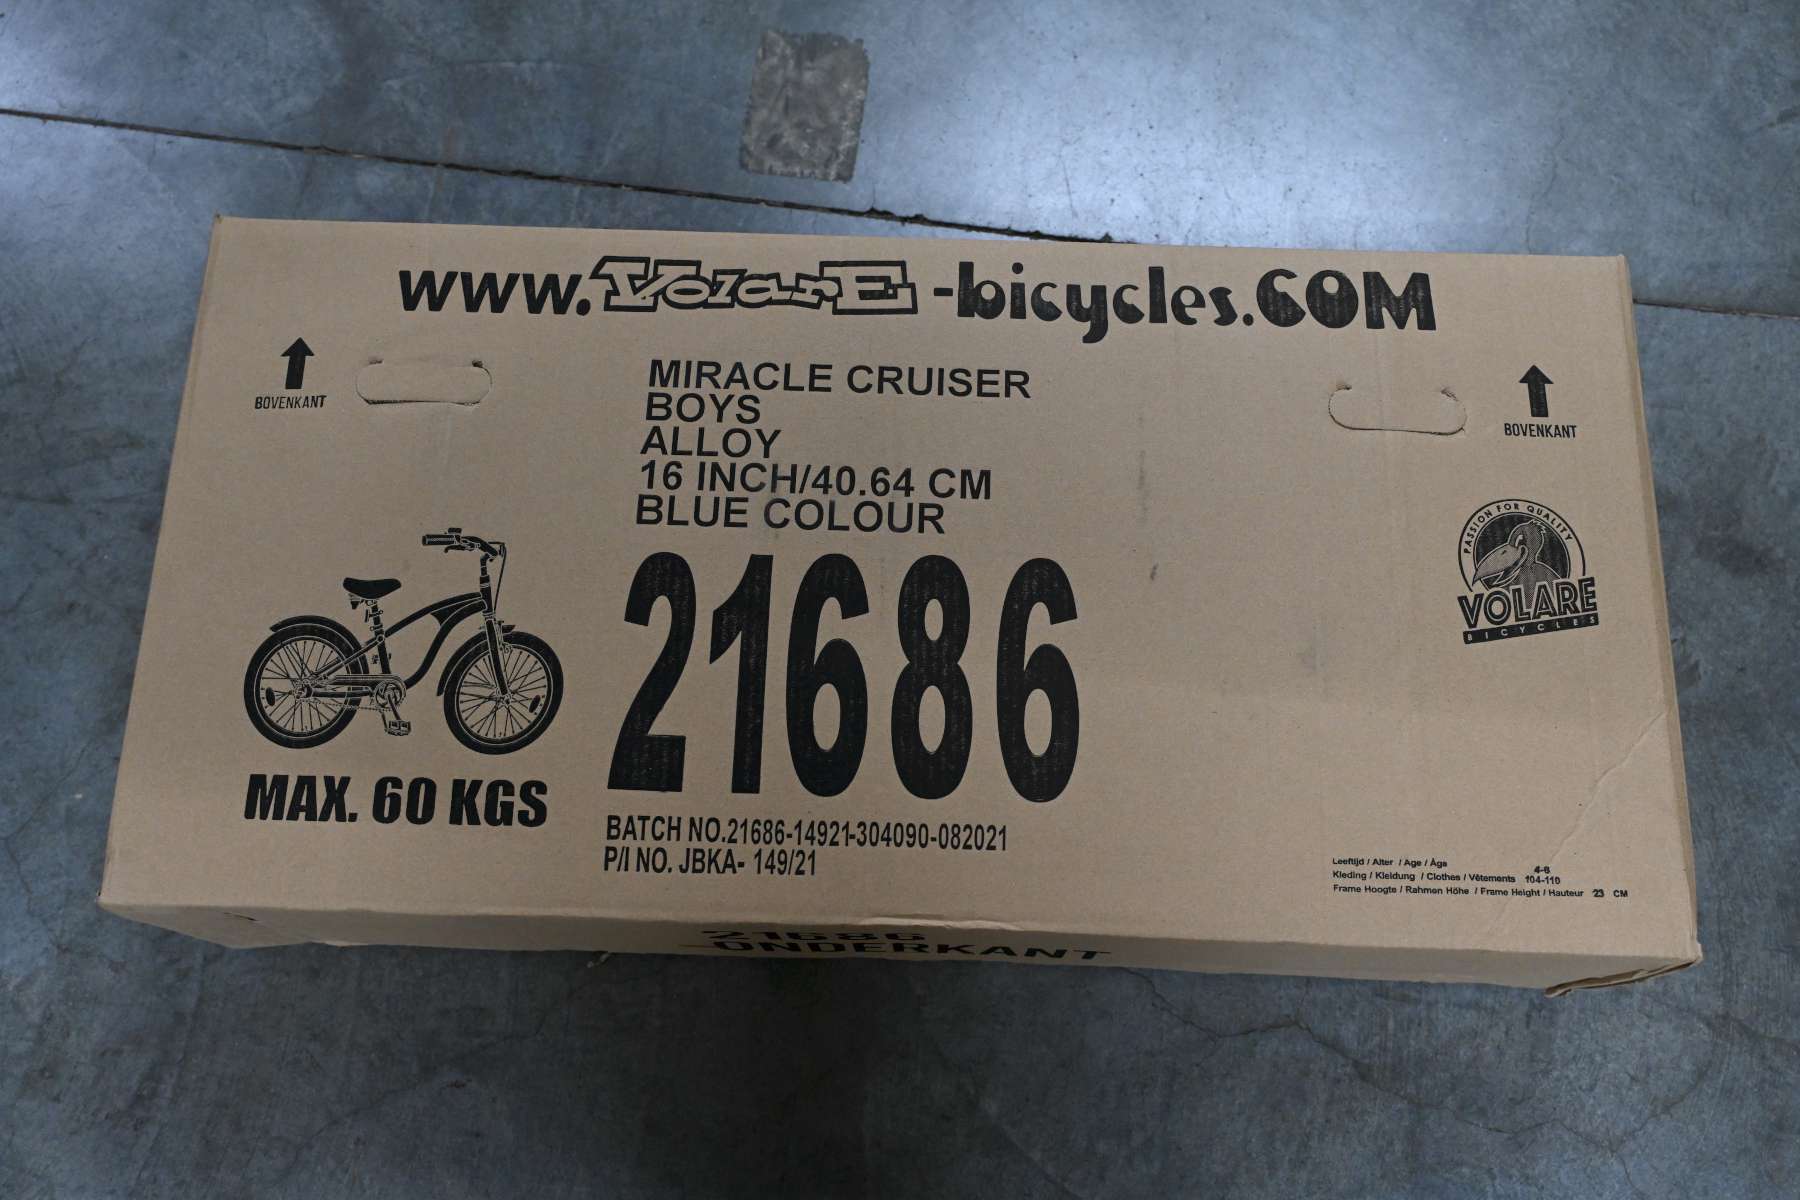 www.VolarE-bicycles.COM
BOVENKANT
MIRACLE CRUISER
BOYS
ALLOY
16 INCH/40.64 CM
BLUE COLOUR
BOVENKANT
PASSION FOR QUALITY
VOLARE
BICYCLES
21686
MAX. 60 KGS
BATCH NO.21686-14921-304090-082021
P/I NO. JBKA- 149/21
Leeftijd / Alter / Age / Âge 4-6
Kleding / Kleidung / Clothes / Vêtements 104-116
Frame Hoogte / Rahmen Höhe / Frame Height / Hauteur 23 CM
21686
ONDERKANT